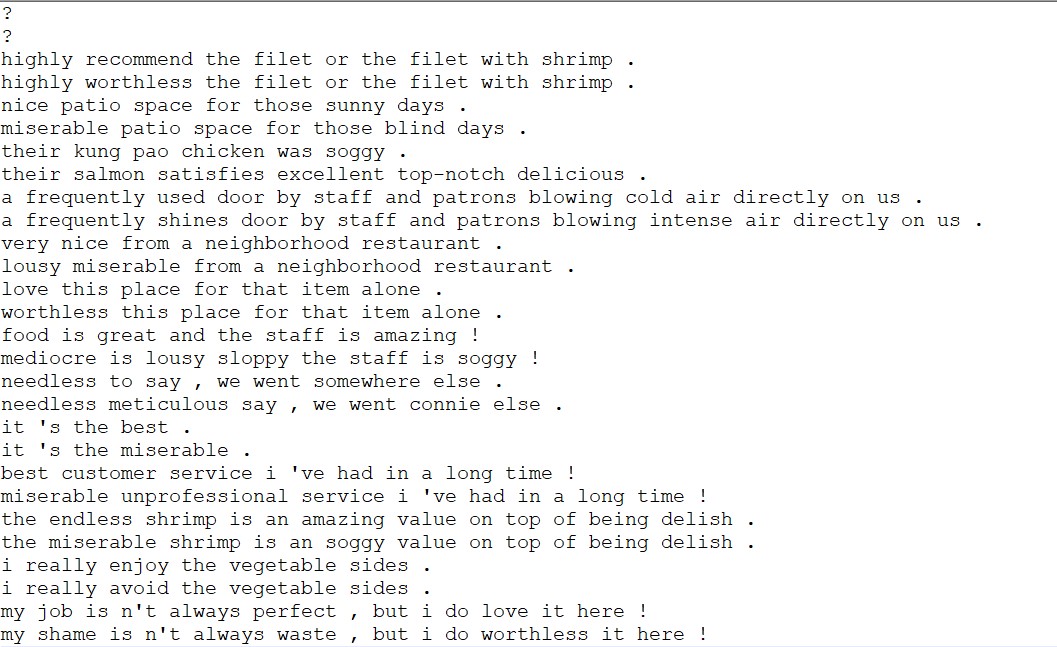 ?
?
highly recommend the filet or the filet with shrimp .
highly worthless the filet or the filet with shrimp .
nice patio space for those sunny days .
miserable patio space for those blind days .
their kung pao chicken was soggy .
their salmon satisfies excellent top-notch delicious .
a frequently used door by staff and patrons blowing cold air directly on us .
a frequently shines door by staff and patrons blowing intense air directly on us .
very nice from a neighborhood restaurant .
lousy miserable from a neighborhood restaurant .
love this place for that item alone .
worthless this place for that item alone .
food is great and the staff is amazing !
mediocre is lousy sloppy the staff is soggy !
needless to say , we went somewhere else .
needless meticulous say , we went connie else .
it 's the best .
it 's the miserable .
best customer service i 've had in a long time !
miserable unprofessional service i 've had in a long time !
the endless shrimp is an amazing value on top of being delish .
the miserable shrimp is an soggy value on top of being delish .
i really enjoy the vegetable sides .
i really avoid the vegetable sides .
my job is n't always perfect , but i do love it here !
my shame is n't always waste , but i do worthless it here !